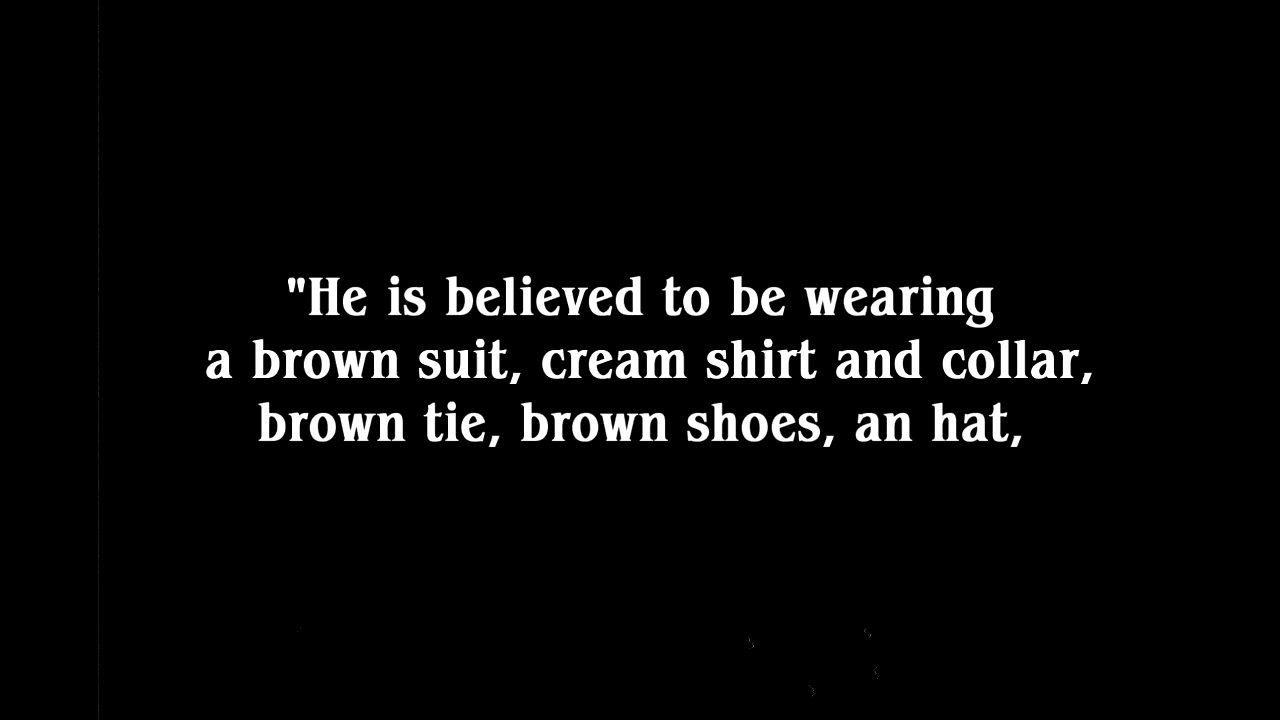 "He is believed to be wearing
a brown suit, cream shirt and collar,
brown tie, brown shoes, an hat,